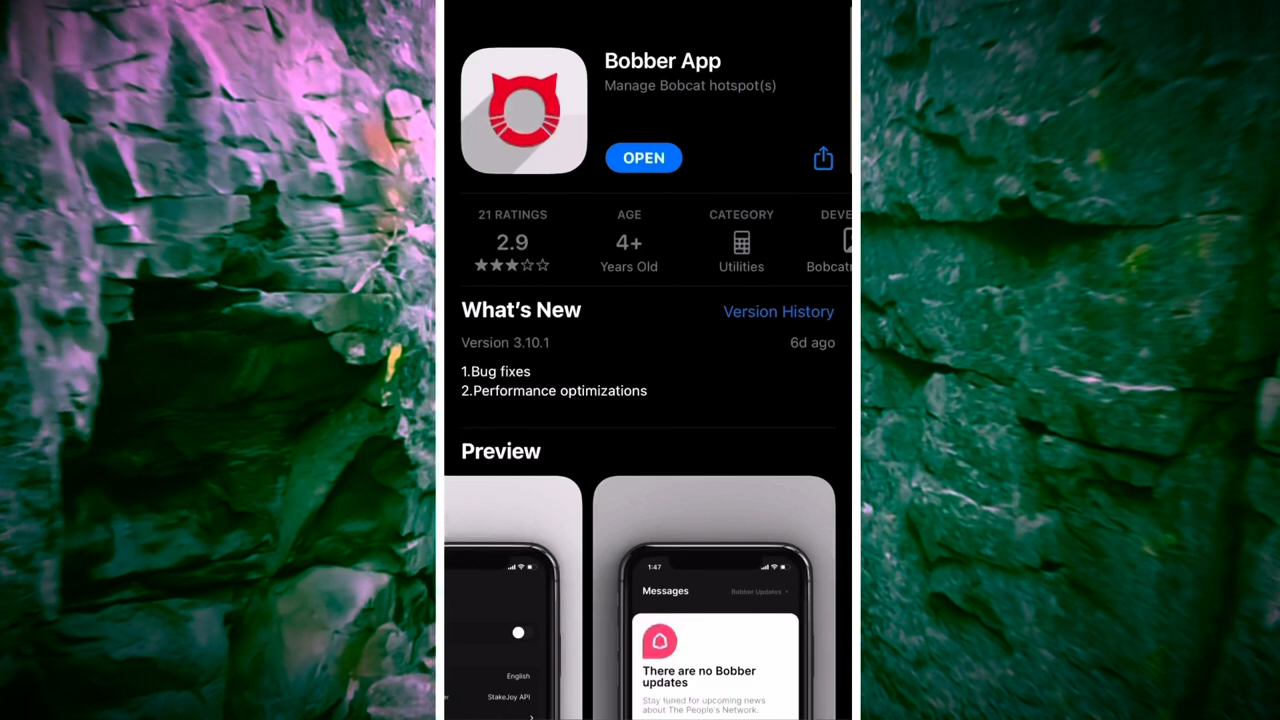 Bobber App
Manage Bobcat hotspot(s)
OPEN
21 RATINGS
AGE
CATEGORY
DEVE
2.9
4+
Years Old
Utilities
Bobcatm
What's New
Version History
Version 3.10.1
6d ago
1.Bug fixes
2.Performance optimizations
Preview
1:47
Messages
Bobber Updates
There are no Bobber
updates
Stay tuned for upcoming news
about The People's Network.
English
StakeJoy API